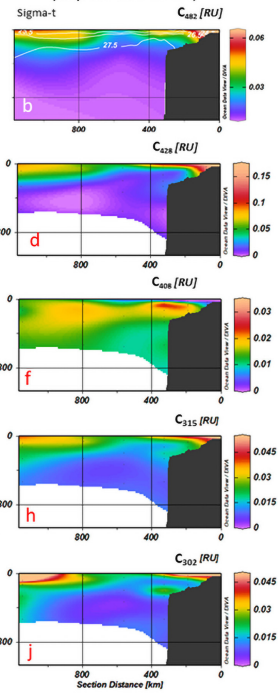 Sigma-t
C482 [RU]
27.5
b
0.06
0.03
800 400 0
Ocean Data View / DIVA
C428 [RU]
0
d
0.15
0.1
0.05
0
800 400 0
Ocean Data View / DIVA
C408 [RU]
0
f
0.03
0.02
0.01
0
800 400 0
Ocean Data View / DIVA
C315 [RU]
0
h
0.045
0.03
0.015
0
800 400 0
Ocean Data View / DIVA
C302 [RU]
0
j
0.045
0.03
0.015
0
800 400 0
Ocean Data View / DIVA
Section Distance [km]